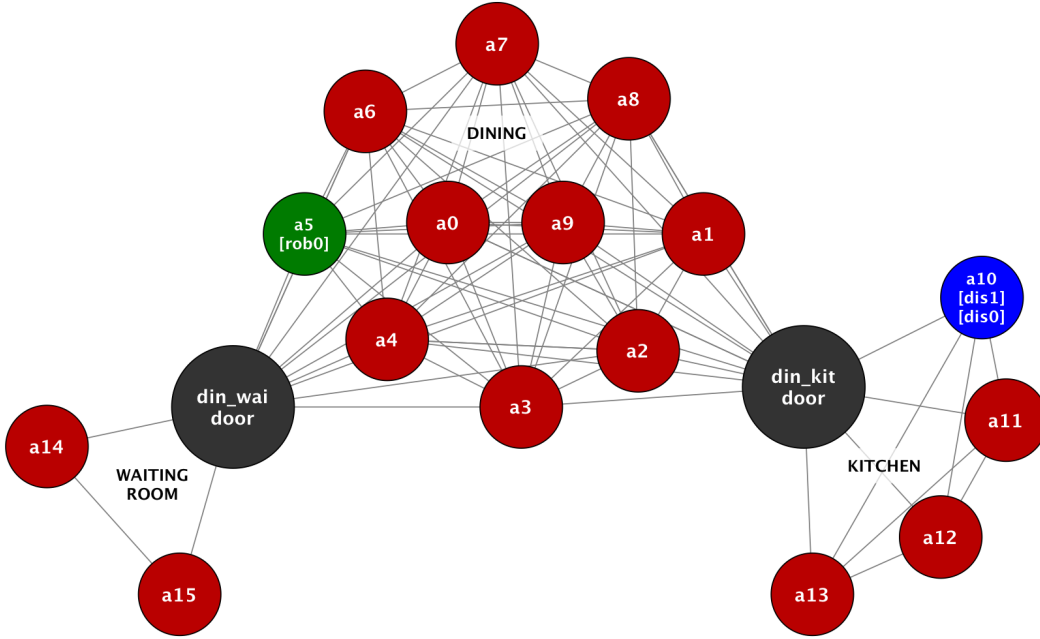 a7
a8
a6
DINING
a5
[rob0]
a0
a9
a1
a10
[dis1]
[dis0]
a4
a2
din_kit
door
din_wai
door
a3
a11
a14
WAITING
ROOM
KITCHEN
a12
a15
a13